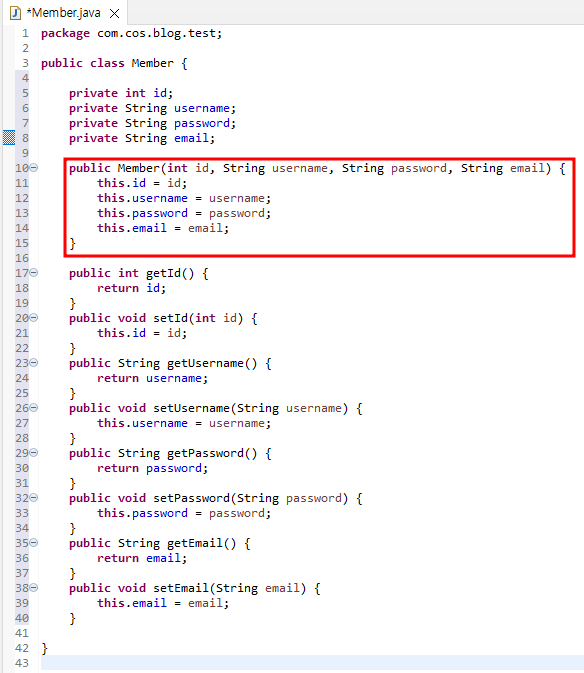 *Member.java
1 package com.cos.blog.test;
2
3 public class Member {
4
5     private int id;
6     private String username;
7     private String password;
8     private String email;
9
10     public Member(int id, String username, String password, String email) {
11         this.id = id;
12         this.username = username;
13         this.password = password;
14         this.email = email;
15     }
16
17     public int getId() {
18         return id;
19     }
20     public void setId(int id) {
21         this.id = id;
22     }
23     public String getUsername() {
24         return username;
25     }
26     public void setUsername(String username) {
27         this.username = username;
28     }
29     public String getPassword() {
30         return password;
31     }
32     public void setPassword(String password) {
33         this.password = password;
34     }
35     public String getEmail() {
36         return email;
37     }
38     public void setEmail(String email) {
39         this.email = email;
40     }
41
42 }
43